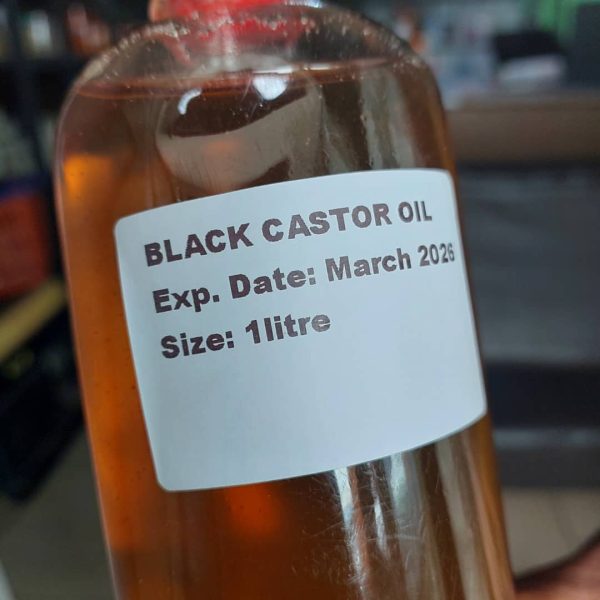 BLACK CASTOR OIL
Exp. Date: March 2026
Size: 1litre